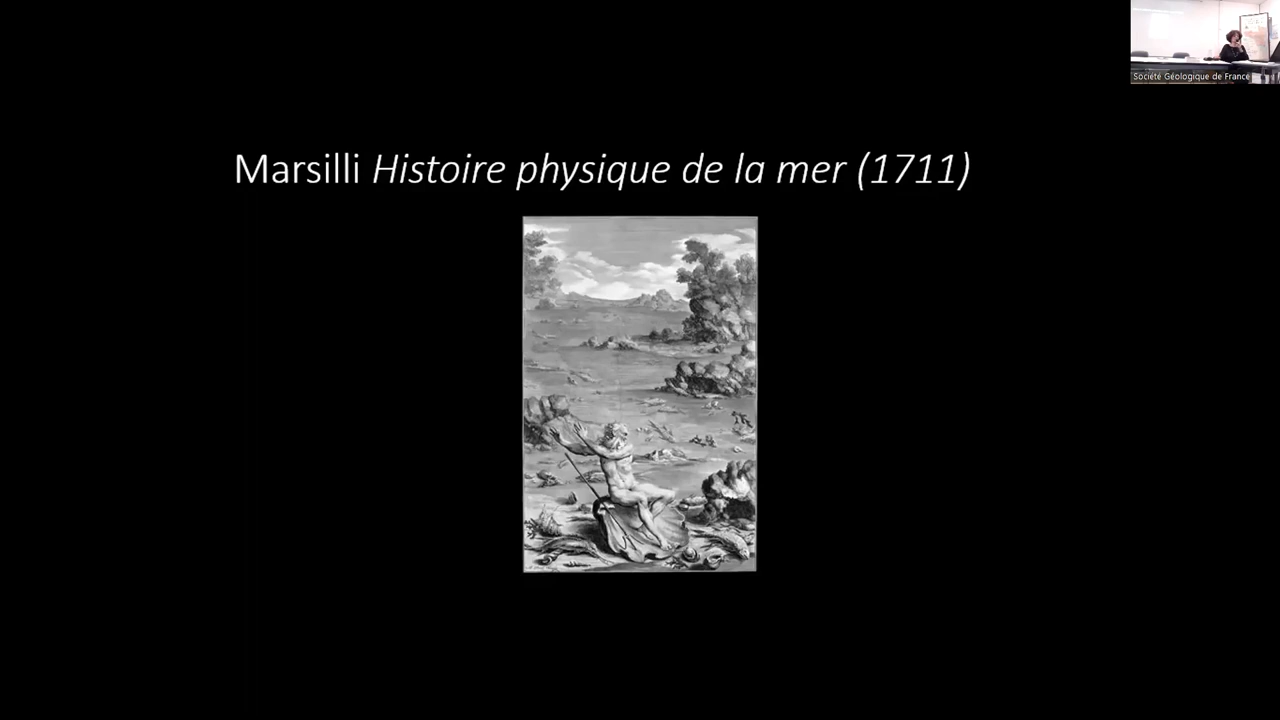 Marsilli Histoire physique de la mer (1711)
Société Géologique de France